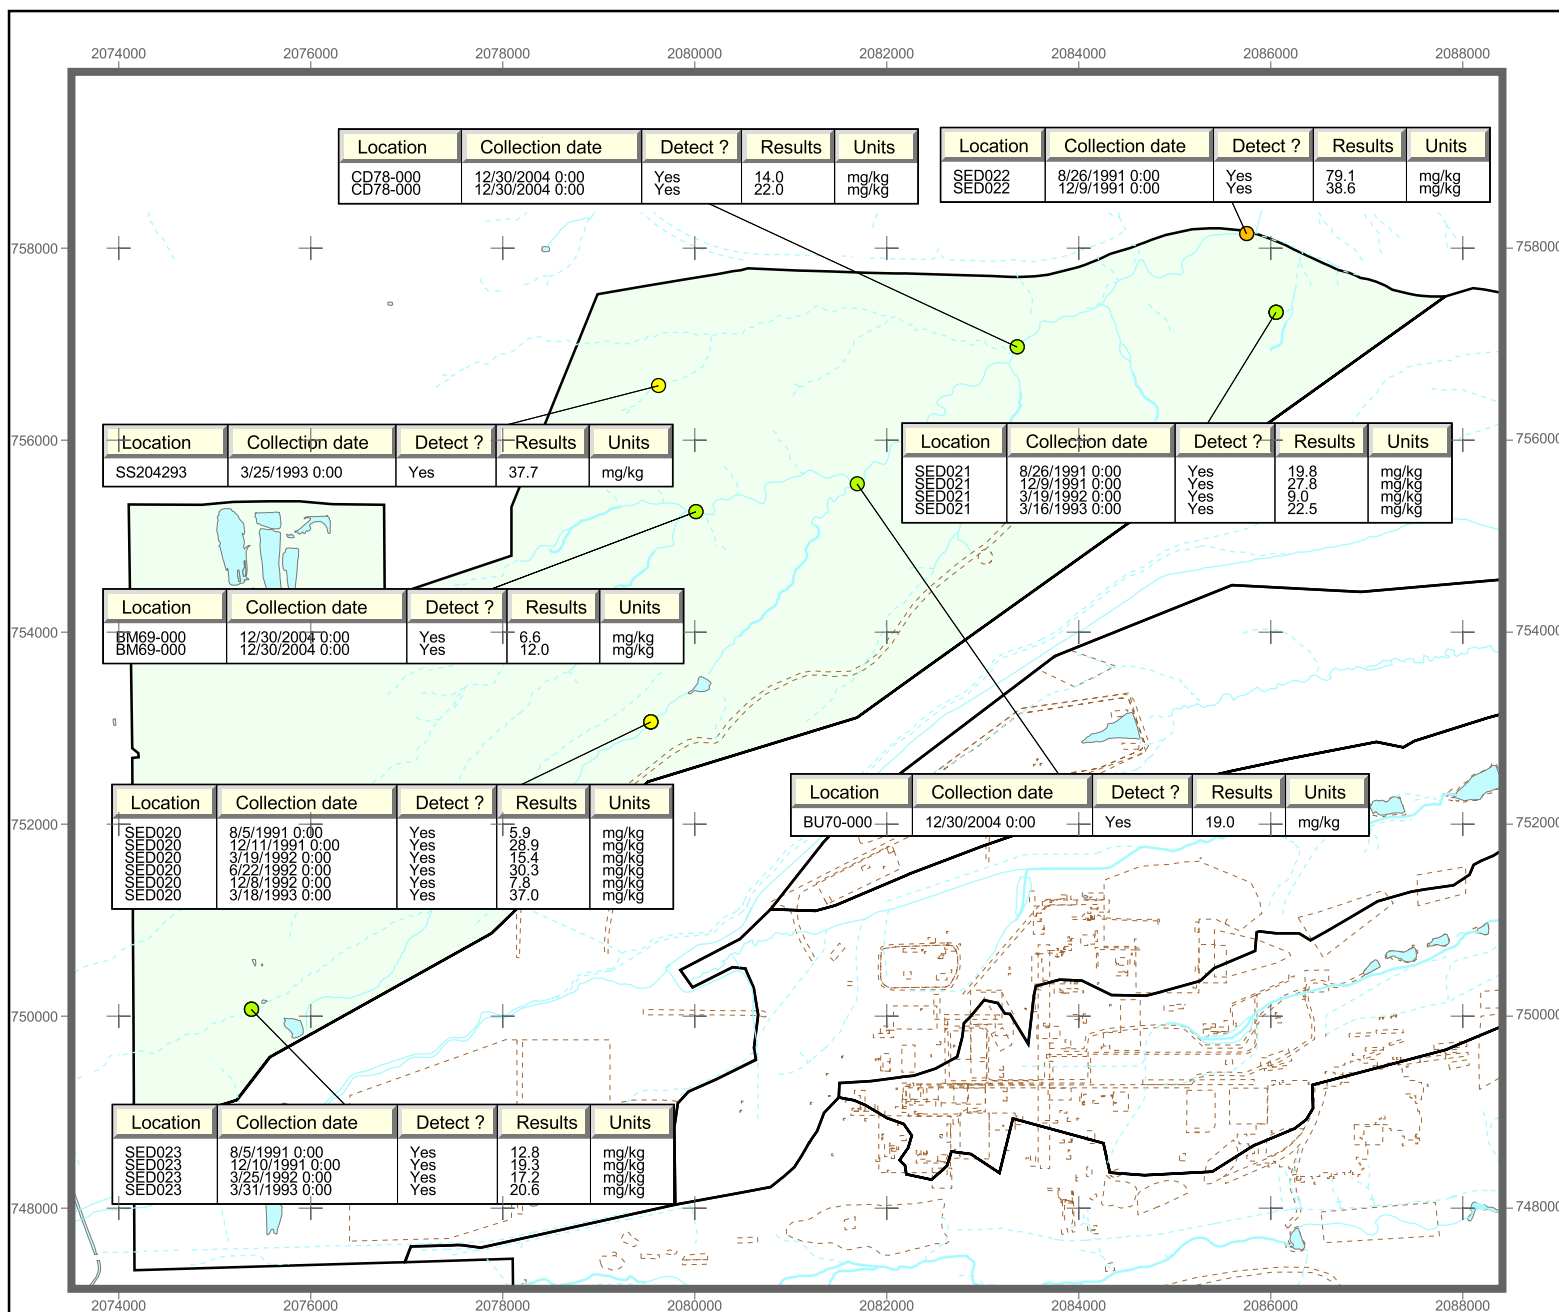 2074000 2076000 2078000 2080000 2082000 2084000 2086000 2088000
Location Collection date Detect ? Results Units
CD78-000 12/30/2004 0:00 Yes 14.0 mg/kg
CD78-000 12/30/2004 0:00 Yes 22.0 mg/kg
Location Collection date Detect ? Results Units
SED022 8/26/1991 0:00 Yes 79.1 mg/kg
SED022 12/9/1991 0:00 Yes 38.6 mg/kg
758000 758000
756000 756000
Location Collection date Detect ? Results Units
SS204293 3/25/1993 0:00 Yes 37.7 mg/kg
Location Collection date Detect ? Results Units
SED021 8/26/1991 0:00 Yes 19.8 mg/kg
SED021 12/9/1991 0:00 Yes 27.8 mg/kg
SED021 3/19/1992 0:00 Yes 9.0 mg/kg
SED021 3/16/1993 0:00 Yes 22.5 mg/kg
Location Collection date Detect ? Results Units
BM69-000 12/30/2004 0:00 Yes 6.6 mg/kg
BM69-000 12/30/2004 0:00 Yes 12.0 mg/kg
754000 754000
Location Collection date Detect ? Results Units
SED020 8/5/1991 0:00 Yes 5.9 mg/kg
SED020 12/11/1991 0:00 Yes 28.9 mg/kg
SED020 3/19/1992 0:00 Yes 15.4 mg/kg
SED020 6/22/1992 0:00 Yes 30.3 mg/kg
SED020 12/8/1992 0:00 Yes 7.8 mg/kg
SED020 3/18/1993 0:00 Yes 37.0 mg/kg
Location Collection date Detect ? Results Units
BU70-000 12/30/2004 0:00 Yes 19.0 mg/kg
752000 752000
750000 750000
Location Collection date Detect ? Results Units
SED023 8/5/1991 0:00 Yes 12.8 mg/kg
SED023 12/10/1991 0:00 Yes 19.3 mg/kg
SED023 3/25/1992 0:00 Yes 17.2 mg/kg
SED023 3/31/1993 0:00 Yes 20.6 mg/kg
748000 748000
2074000 2076000 2078000 2080000 2082000 2084000 2086000 2088000